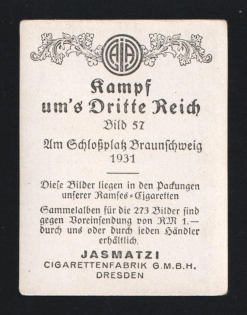 Kampf
um's Dritte Reich
Bild 57
Am Schloßplatz Braunschweig
1931
Diese Bilder liegen in den Packungen
unserer Ramses-Cigaretten
Sammelalben für die 273 Bilder sind
gegen Voreinsendung von RM 1.—
durch uns oder durch jeden Händler
erhältlich.
JASMATZI
CIGARETTENFABRIK G.M.B.H.
DRESDEN